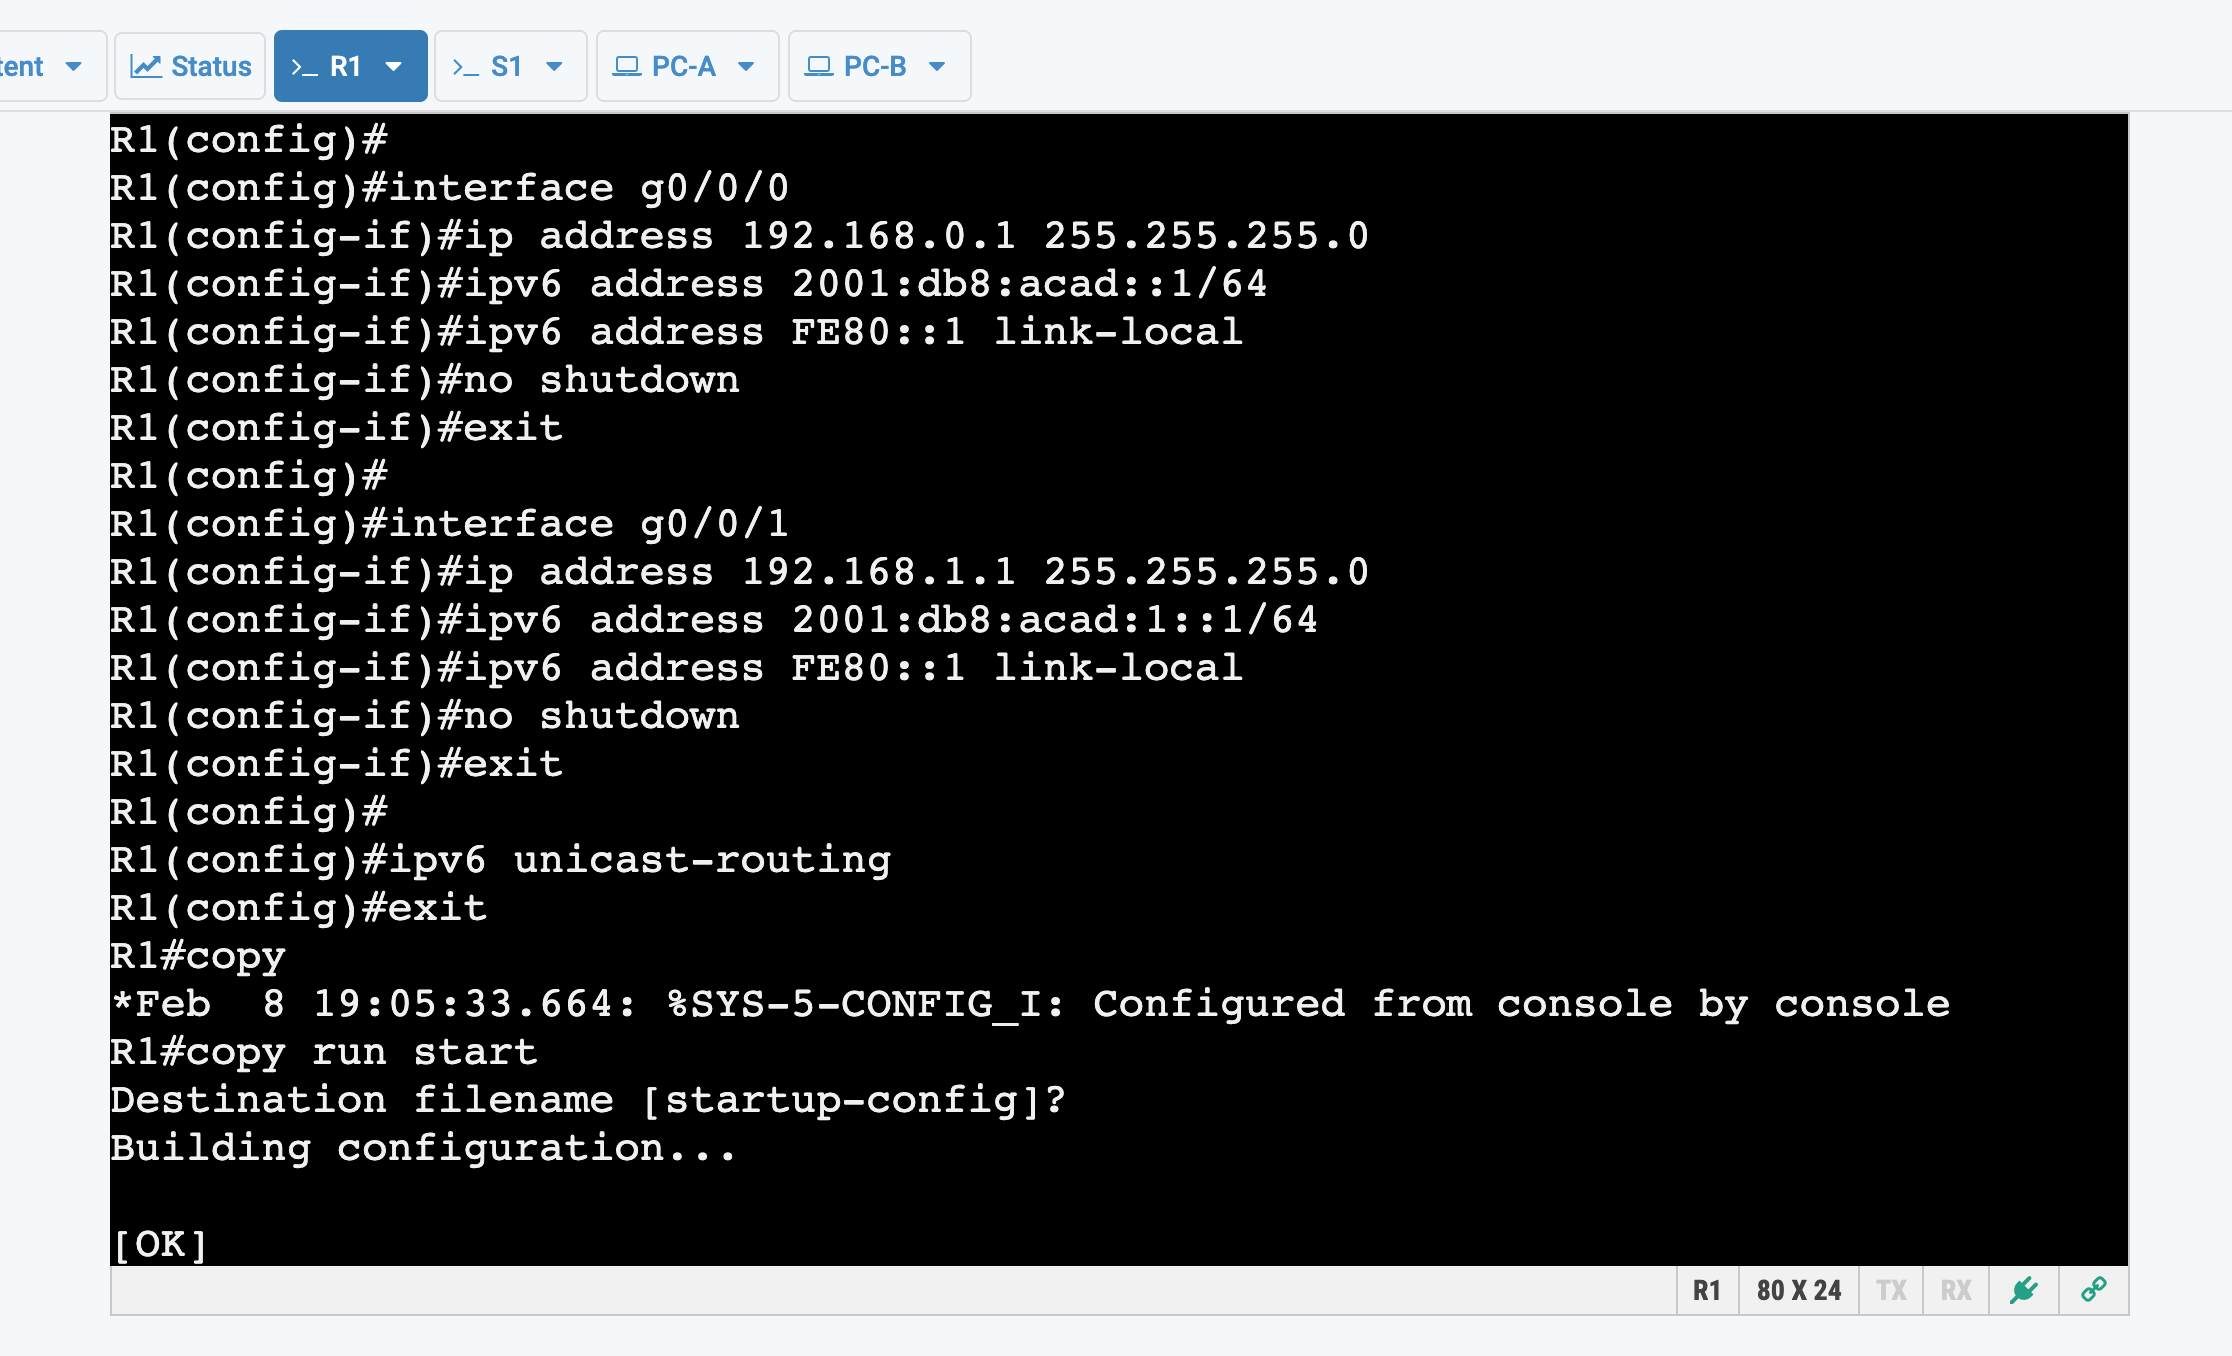 Status
R1
S1
PC-A
PC-B
R1(config)#
R1(config)#interface g0/0/0
R1(config-if)#ip address 192.168.0.1 255.255.255.0
R1(config-if)#ipv6 address 2001:db8:acad::1/64
R1(config-if)#ipv6 address FE80::1 link-local
R1(config-if)#no shutdown
R1(config-if)#exit
R1(config)#
R1(config)#interface g0/0/1
R1(config-if)#ip address 192.168.1.1 255.255.255.0
R1(config-if)#ipv6 address 2001:db8:acad:1::1/64
R1(config-if)#ipv6 address FE80::1 link-local
R1(config-if)#no shutdown
R1(config-if)#exit
R1(config)#
R1(config)#ipv6 unicast-routing
R1(config)#exit
R1#copy
*Feb  8 19:05:33.664: %SYS-5-CONFIG_I: Configured from console by console
R1#copy run start
Destination filename [startup-config]?
Building configuration...
[OK]
R1
80 X 24
TX
RX